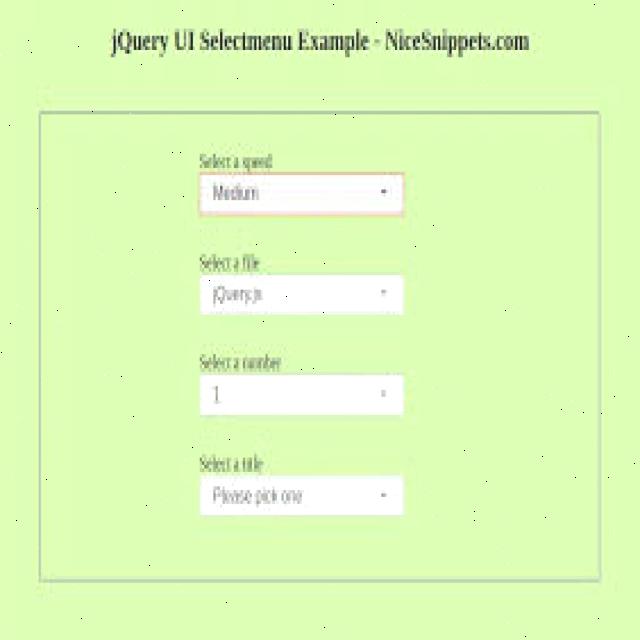 jQuery UI Selectmenu Example - NiceSnippets.com
Select a speed
Medium
Select a file
jQuery.js
Select a number
1
Select a title
Please pick one